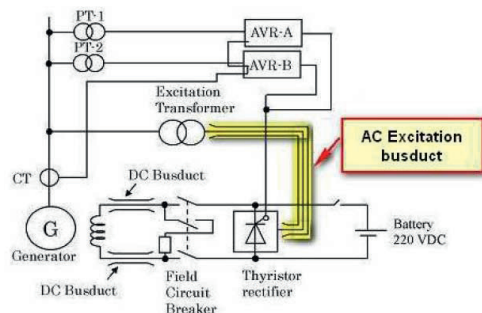 PT-1
AVR-A
PT-2
AVR-B
Excitation
Transformer
AC Excitation
busduct
CT
DC Busduct
G
Generator
Battery
220 VDC
DC Busduct
Field
Circuit
Breaker
Thyristor
rectifier